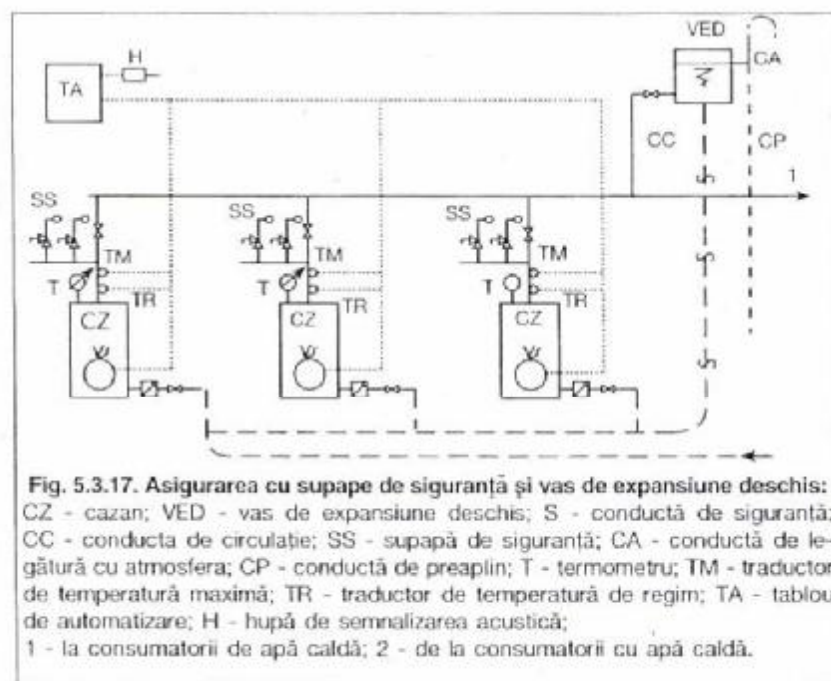 VED
H
CA
TA
CC
CP
S
1
SS
SS
SS
TM
TM
TM
T
T
T
TR
TR
TR
CZ
CZ
CZ
S
S
Fig. 5.3.17. Asigurarea cu supape de siguranță și vas de expansiune deschis:
CZ - cazan; VED - vas de expansiune deschis; S - conductă de siguranță;
CC - conducta de circulație; SS - supapă de siguranță; CA - conductă de le-
gătură cu atmosfera; CP - conductă de preaplin; T - termometru; TM - traductor
de temperatură maximă; TR - traductor de temperatură de regim; TA - tablou
de automatizare; H - hupă de semnalizarea acustică;
1 - la consumatorii de apă caldă; 2 - de la consumatorii cu apă caldă.